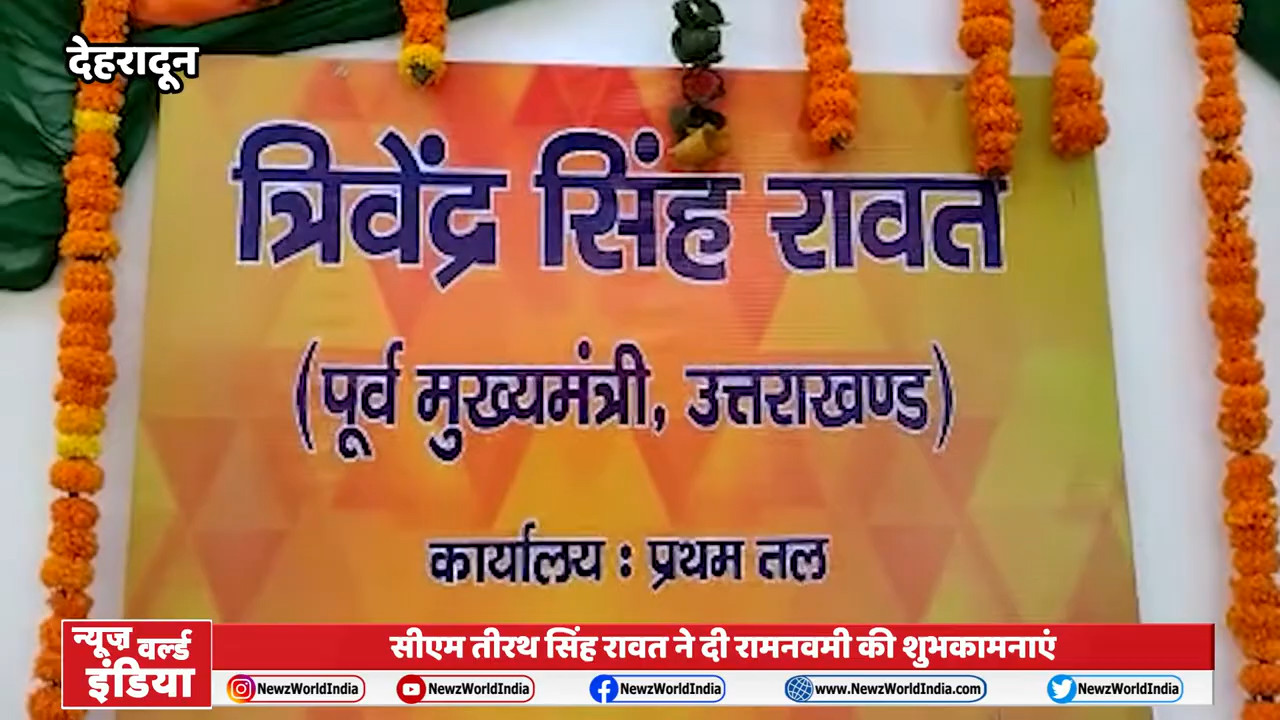 देहरादून
त्रिवेंद्र सिंह रावत
(पूर्व मुख्यमंत्री, उत्तराखण्ड)
कार्यालय : प्रथम तल
न्यूज़ वर्ल्ड इंडिया
सीएम तीरथ सिंह रावत ने दी रामनवमी की शुभकामनाएं
NewzWorldIndia NewzWorldIndia NewzWorldIndia www.NewzWorldIndia.com NewzWorldIndia